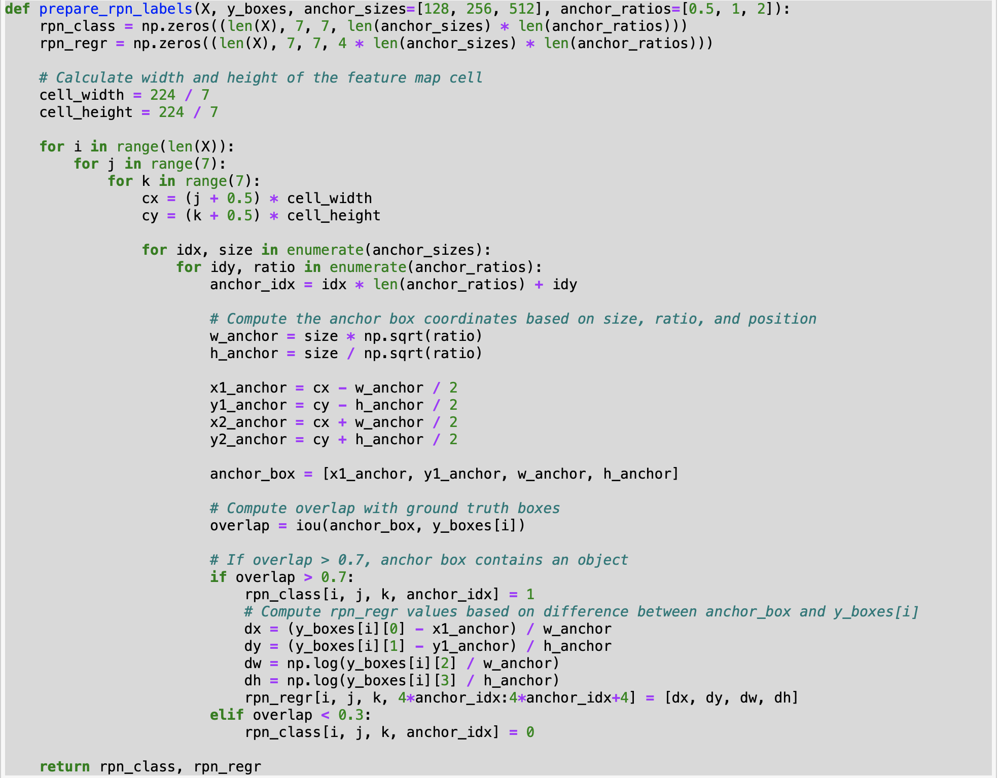 def prepare_rpn_labels(X, y_boxes, anchor_sizes=[128, 256, 512], anchor_ratios=[0.5, 1, 2]):
    rpn_class = np.zeros((len(X), 7, 7, len(anchor_sizes) * len(anchor_ratios)))
    rpn_regr = np.zeros((len(X), 7, 7, 4 * len(anchor_sizes) * len(anchor_ratios)))

    # Calculate width and height of the feature map cell
    cell_width = 224 / 7
    cell_height = 224 / 7

    for i in range(len(X)):
        for j in range(7):
            for k in range(7):
                cx = (j + 0.5) * cell_width
                cy = (k + 0.5) * cell_height

                for idx, size in enumerate(anchor_sizes):
                    for idy, ratio in enumerate(anchor_ratios):
                        anchor_idx = idx * len(anchor_ratios) + idy

                        # Compute the anchor box coordinates based on size, ratio, and position
                        w_anchor = size * np.sqrt(ratio)
                        h_anchor = size / np.sqrt(ratio)

                        x1_anchor = cx - w_anchor / 2
                        y1_anchor = cy - h_anchor / 2
                        x2_anchor = cx + w_anchor / 2
                        y2_anchor = cy + h_anchor / 2

                        anchor_box = [x1_anchor, y1_anchor, w_anchor, h_anchor]

                        # Compute overlap with ground truth boxes
                        overlap = iou(anchor_box, y_boxes[i])

                        # If overlap > 0.7, anchor box contains an object
                        if overlap > 0.7:
                            rpn_class[i, j, k, anchor_idx] = 1
                            # Compute rpn_regr values based on difference between anchor_box and y_boxes[i]
                            dx = (y_boxes[i][0] - x1_anchor) / w_anchor
                            dy = (y_boxes[i][1] - y1_anchor) / h_anchor
                            dw = np.log(y_boxes[i][2] / w_anchor)
                            dh = np.log(y_boxes[i][3] / h_anchor)
                            rpn_regr[i, j, k, 4*anchor_idx:4*anchor_idx+4] = [dx, dy, dw, dh]
                        elif overlap < 0.3:
                            rpn_class[i, j, k, anchor_idx] = 0

    return rpn_class, rpn_regr